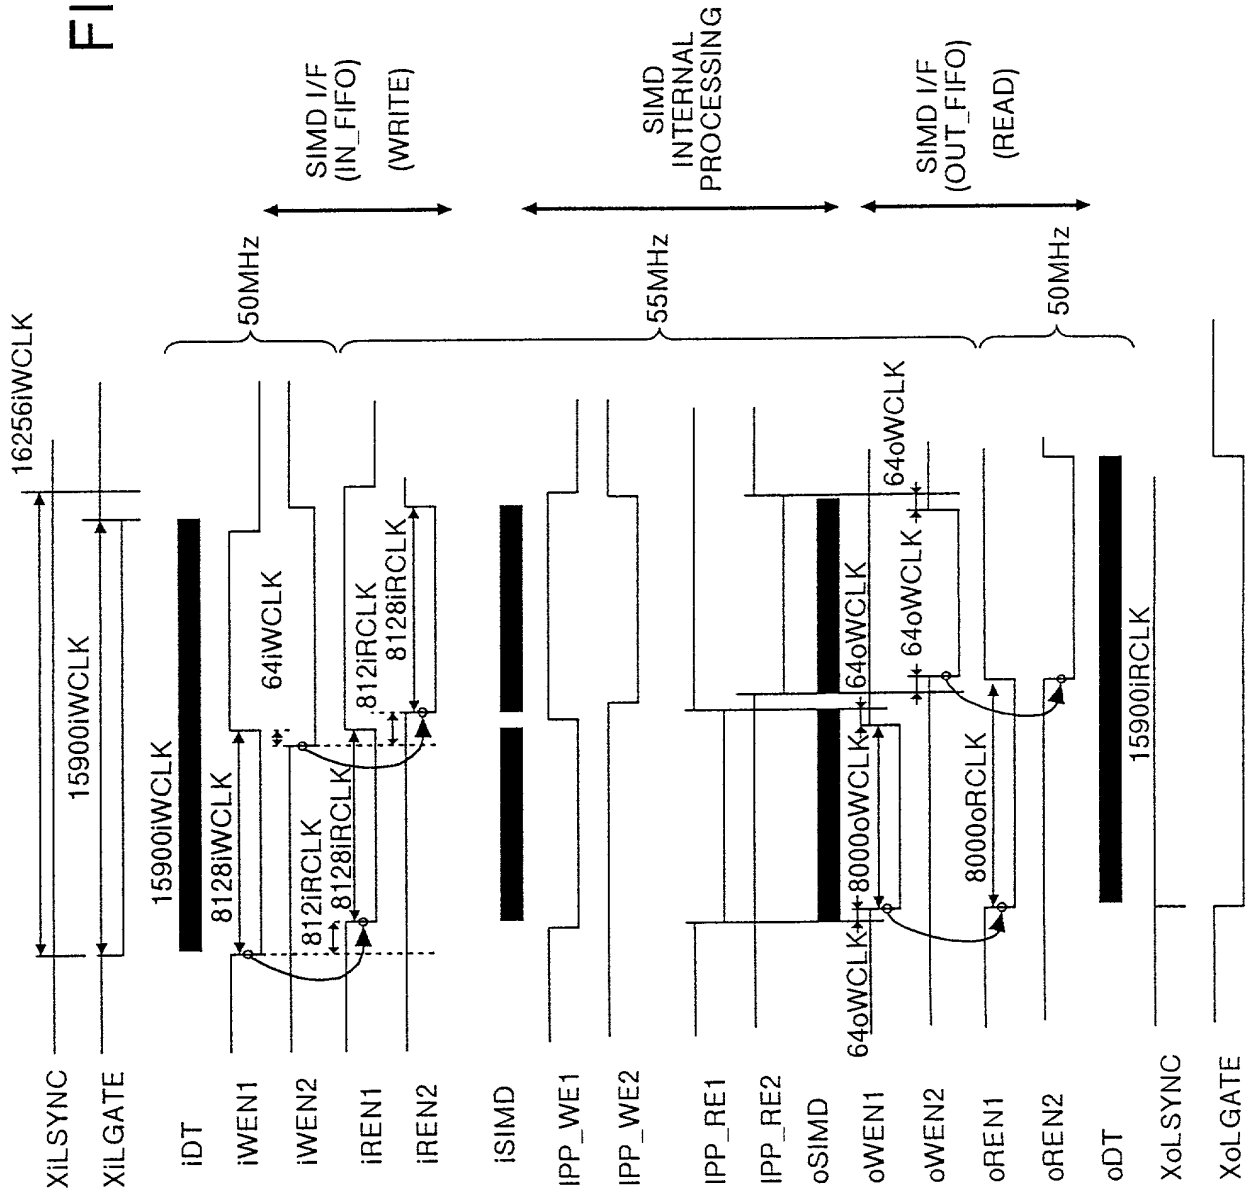 FI
16256iWCLK
XiLSYNC
15900iWCLK
XiLGATE
15900iWCLK
iDT
8128iWCLK
iWEN1
64iWCLK
iWEN2
812iRCLK
8128iRCLK
812iRCLK
iREN1
8128iRCLK
iREN2
50MHz
SIMD I/F
(IN_FIFO)
(WRITE)
iSIMD
IPP_WE1
IPP_WE2
55MHz
SIMD
INTERNAL
PROCESSING
IPP_RE1
IPP_RE2
oSIMD
64oWCLK
8000oWCLK
64oWCLK
oWEN1
64oWCLK
64oWCLK
oWEN2
8000oRCLK
oREN1
oREN2
50MHz
SIMD I/F
(OUT_FIFO)
(READ)
oDT
15900iRCLK
XoLSYNC
XoLGATE